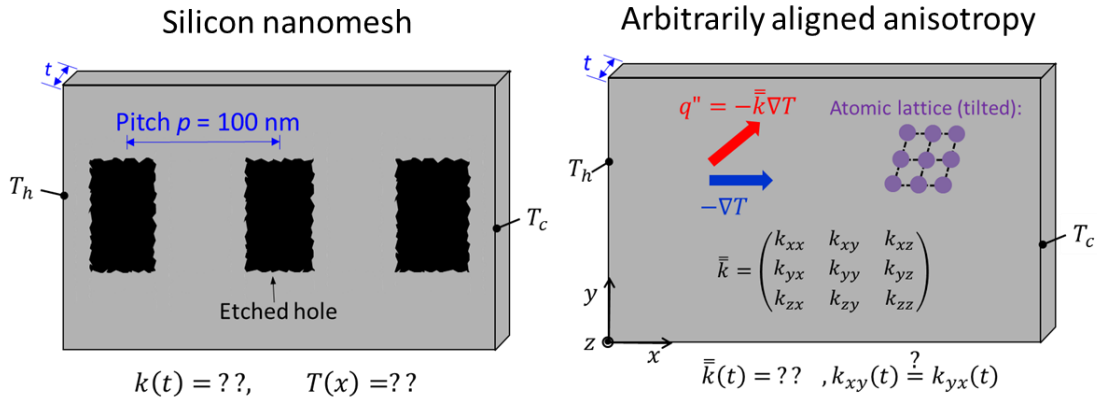 Silicon nanomesh
t
Pitch p = 100 nm
T_h
T_c
Etched hole
k(t) = ??, T(x) =??
Arbitrarily aligned anisotropy
t
q" = −k̿∇T
Atomic lattice (tilted):
T_h
−∇T
T_c
k_xx k_xy k_xz
k̿ = k_yx k_yy k_yz
k_zx k_zy k_zz
y
z
x
k̿(t) = ?? , k_xy(t) =^? k_yx(t)